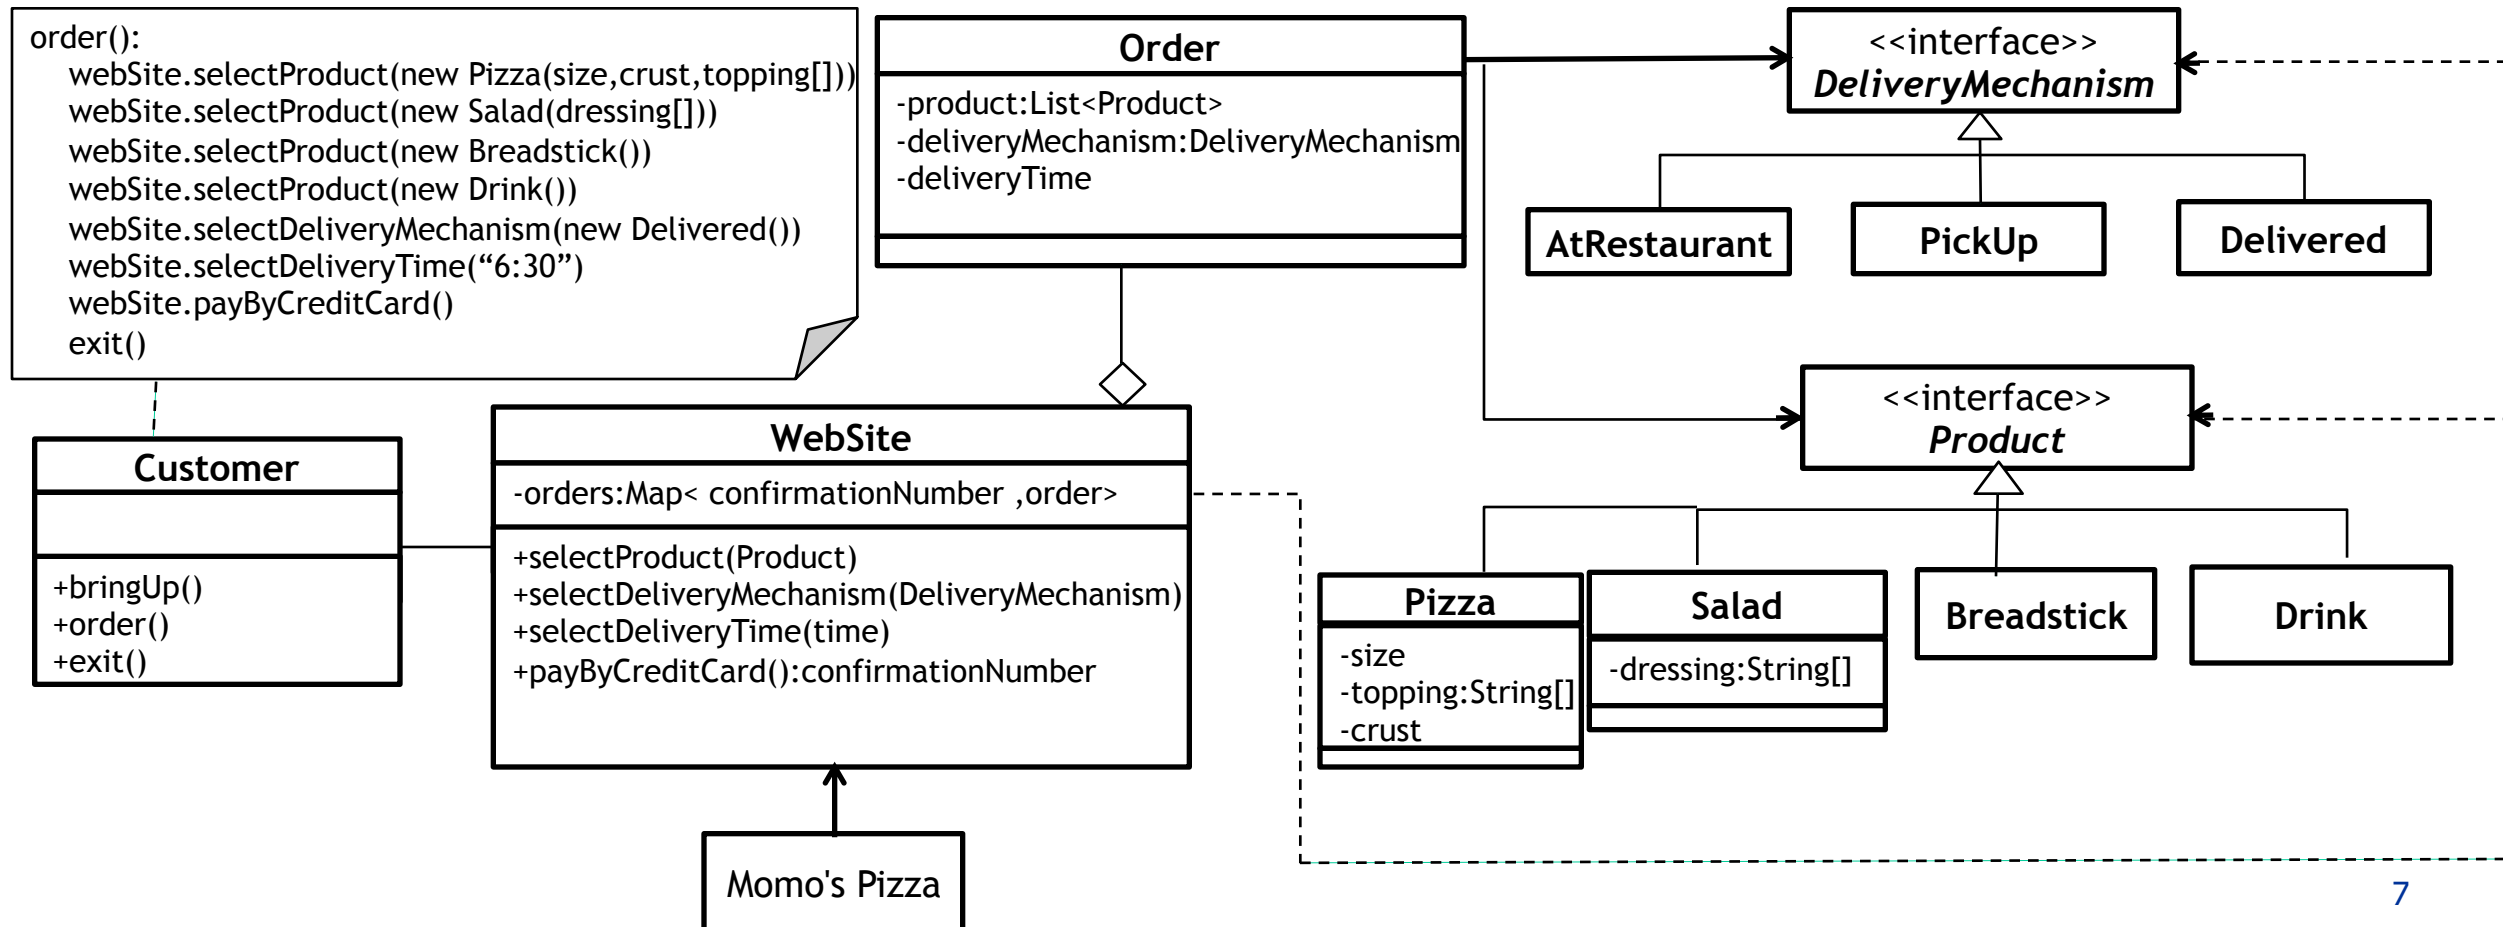 order():
webSite.selectProduct(new Pizza(size,crust,topping[]))
webSite.selectProduct(new Salad(dressing[]))
webSite.selectProduct(new Breadstick())
webSite.selectProduct(new Drink())
webSite.selectDeliveryMechanism(new Delivered())
webSite.selectDeliveryTime(“6:30”)
webSite.payByCreditCard()
exit()
Order
-product:List<Product>
-deliveryMechanism:DeliveryMechanism
-deliveryTime
<<interface>>
DeliveryMechanism
AtRestaurant
PickUp
Delivered
<<interface>>
Product
Customer
+bringUp()
+order()
+exit()
WebSite
-orders:Map< confirmationNumber ,order>
+selectProduct(Product)
+selectDeliveryMechanism(DeliveryMechanism)
+selectDeliveryTime(time)
+payByCreditCard():confirmationNumber
Pizza
-size
-topping:String[]
-crust
Salad
-dressing:String[]
Breadstick
Drink
Momo's Pizza
7